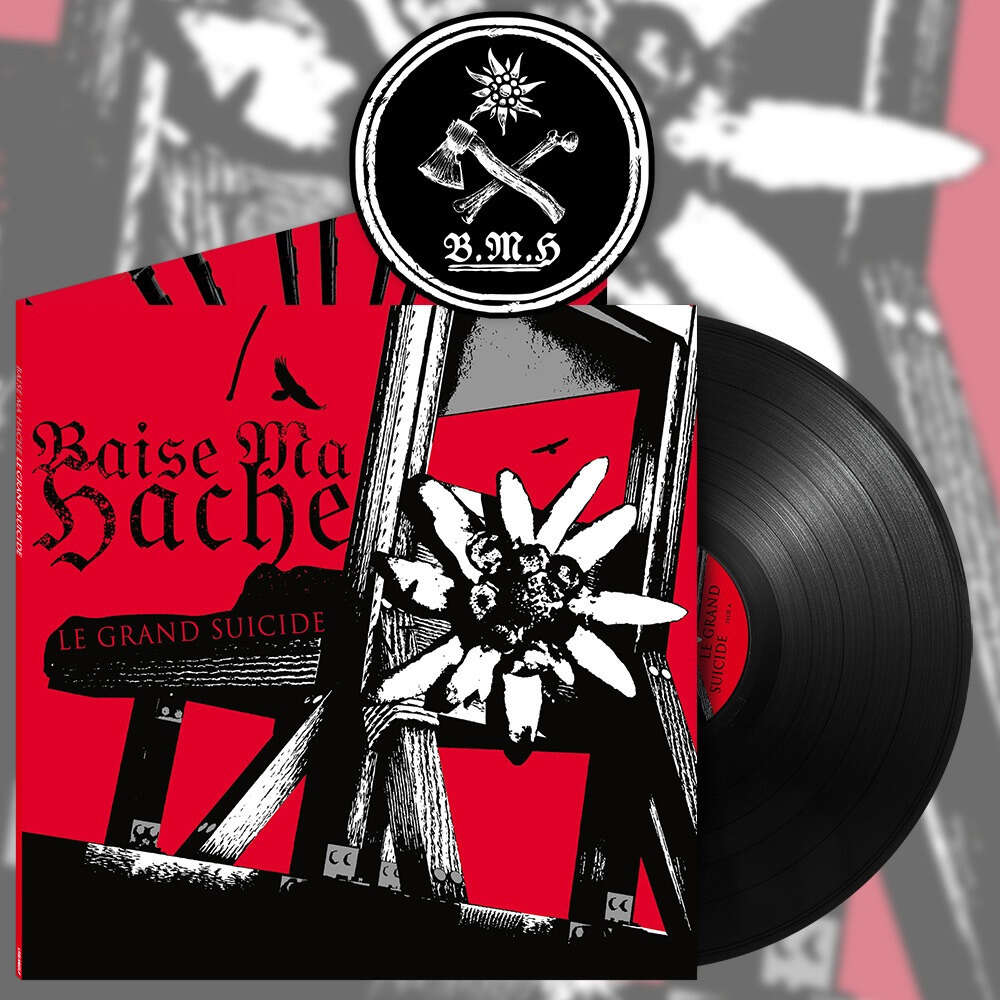 B.M.H
Baise Ma
Hache
LE GRAND SUICIDE
BAISE MA HACHE LE GRAND SUICIDE
LE GRAND
SUICIDE